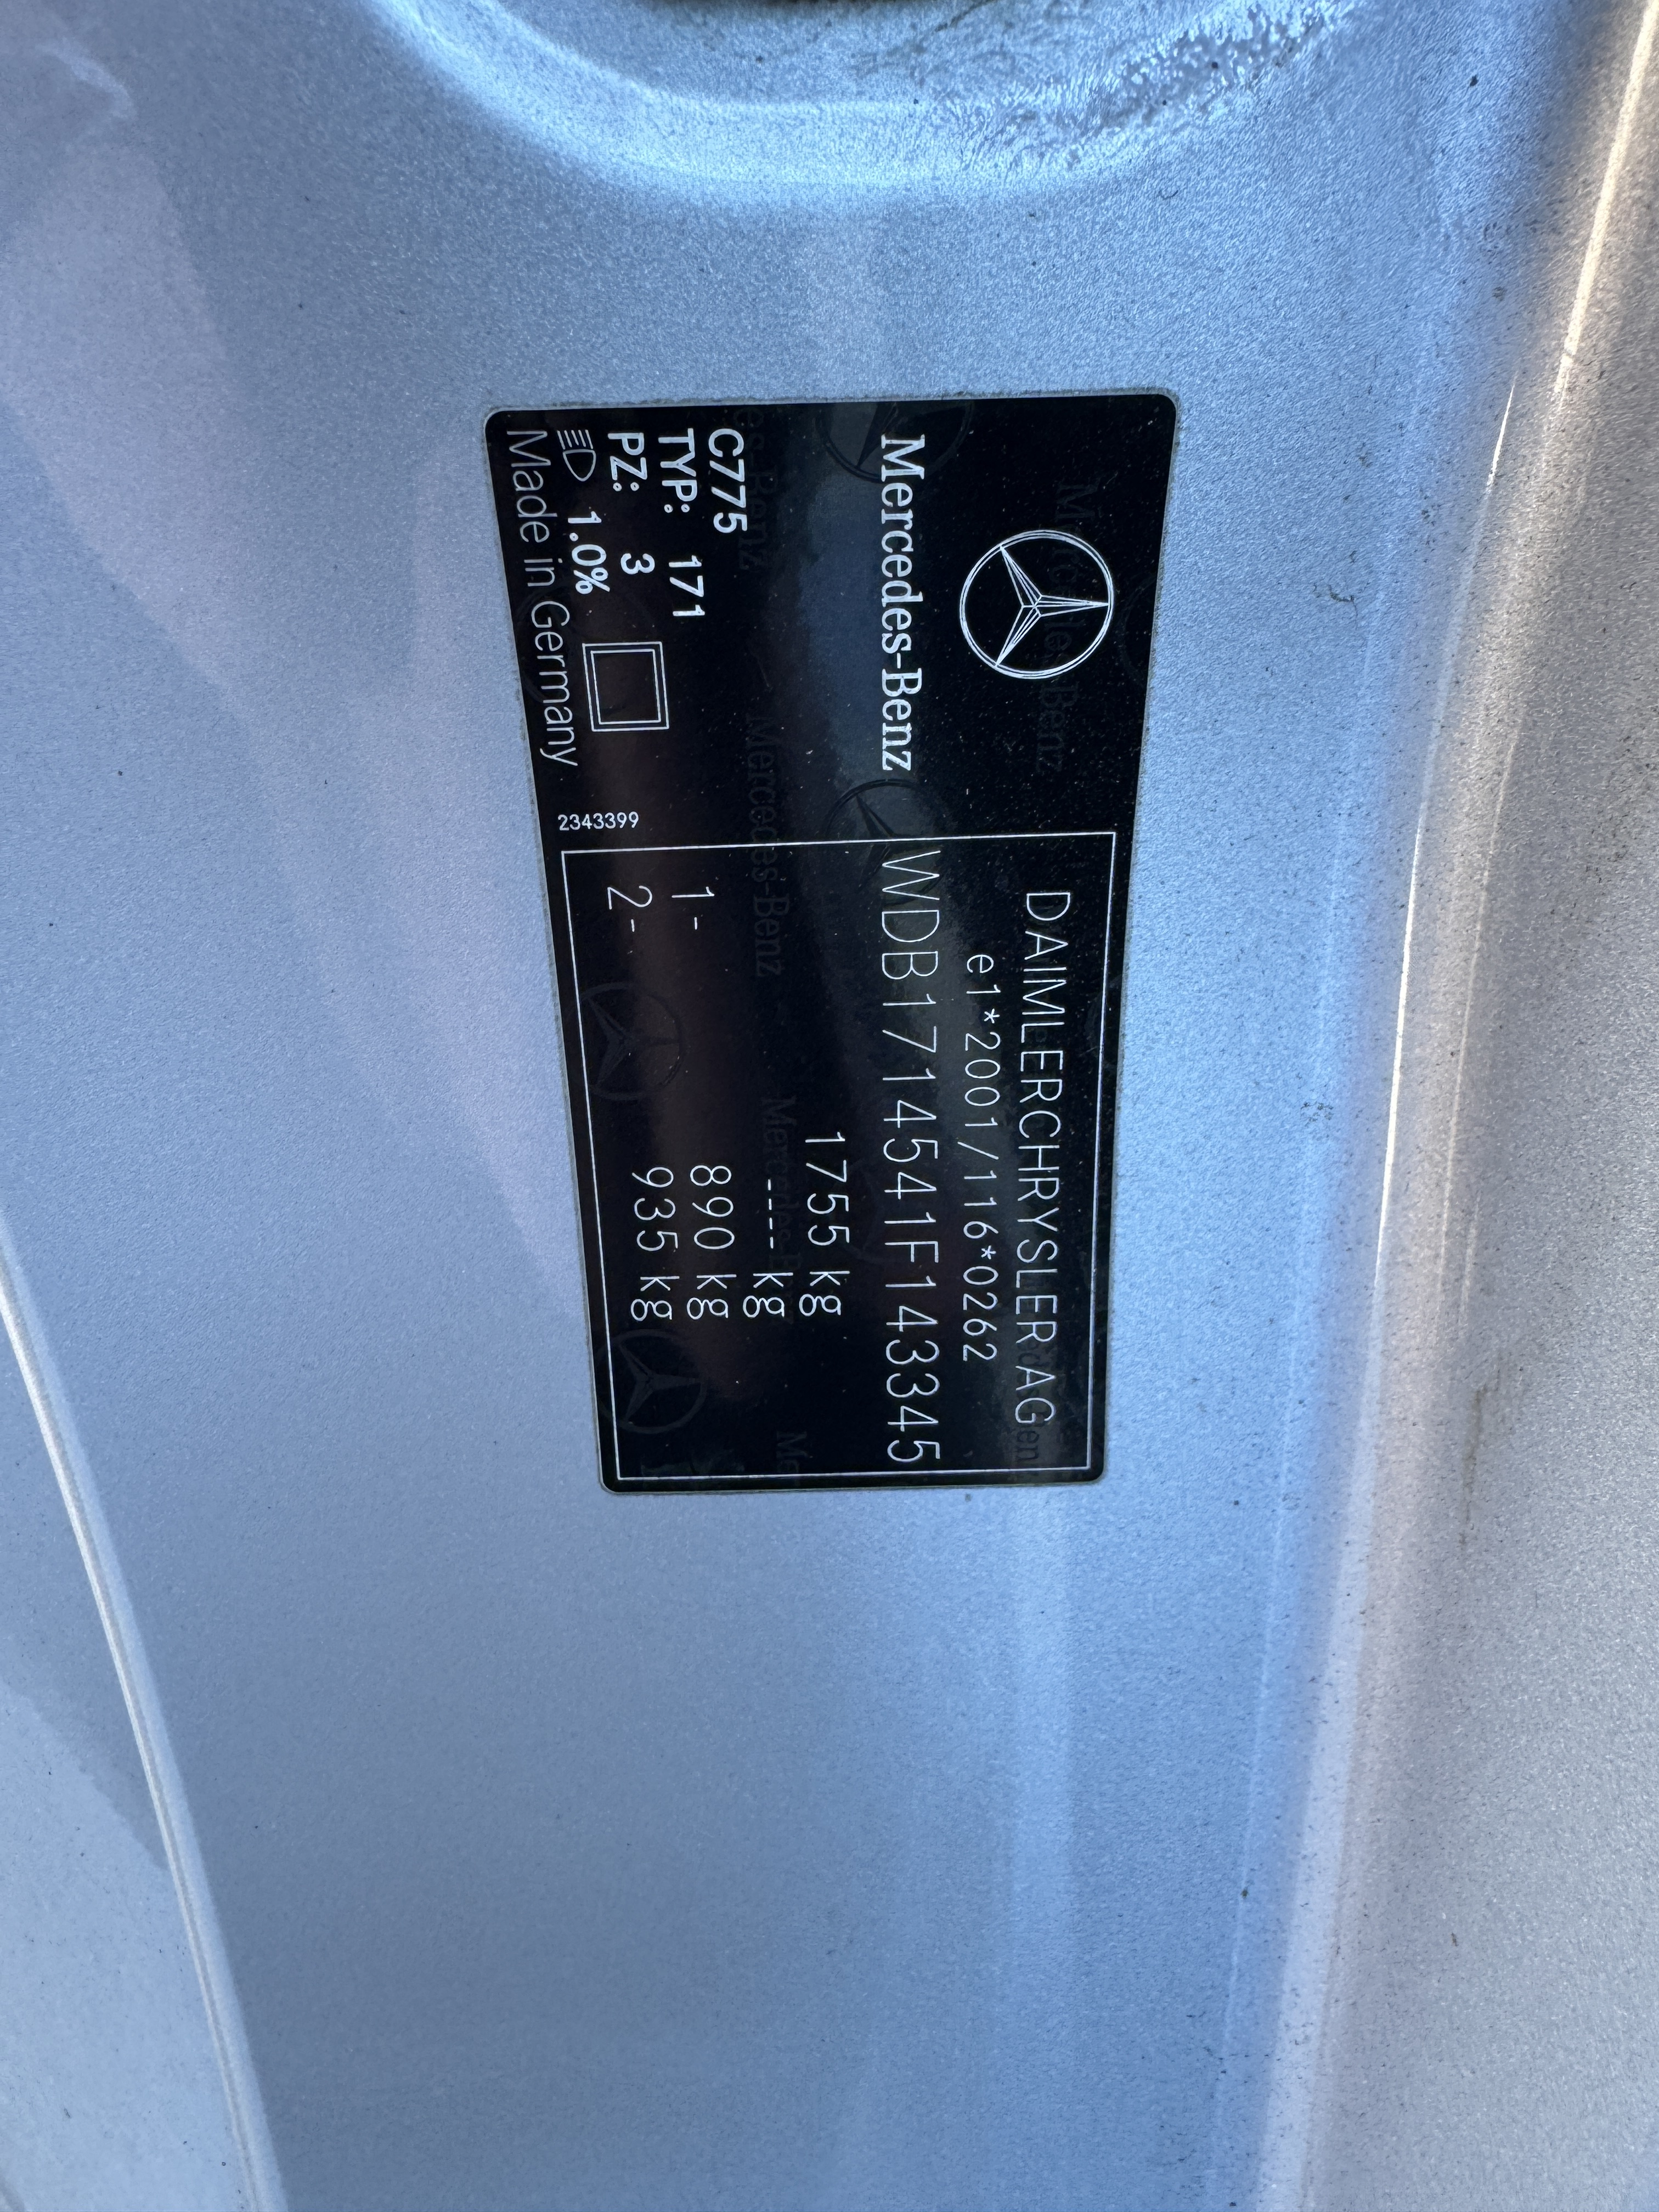 Mercedes-Benz
C775
TYP: 171
PZ: 3
1.0%
Made in Germany
2343399
DAIMLERCHRYSLER AG
e1*2001/116*0262
WDB1714541F143345
1755 kg
---- kg
1- 890 kg
2- 935 kg